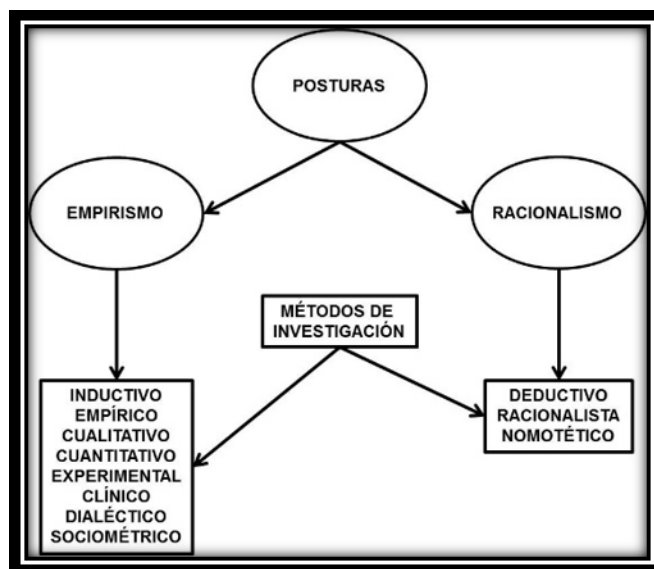 POSTURAS
EMPIRISMO
RACIONALISMO
MÉTODOS DE
INVESTIGACIÓN
INDUCTIVO
EMPÍRICO
CUALITATIVO
CUANTITATIVO
EXPERIMENTAL
CLÍNICO
DIALÉCTICO
SOCIOMÉTRICO
DEDUCTIVO
RACIONALISTA
NOMOTÉTICO